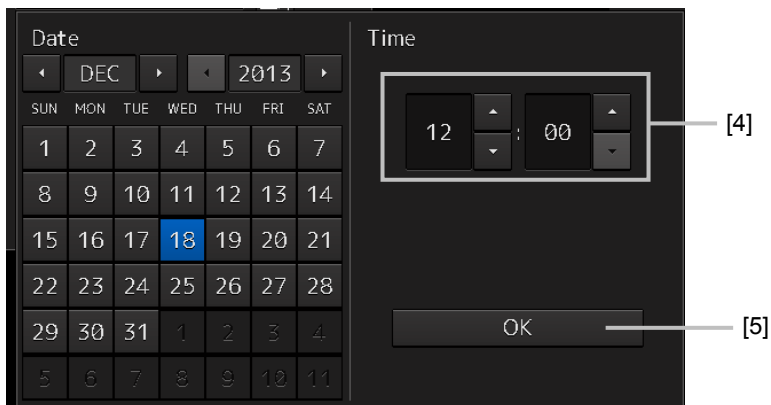 Date
DEC 2013
SUN MON TUE WED THU FRI SAT
1 2 3 4 5 6 7
8 9 10 11 12 13 14
15 16 17 18 19 20 21
22 23 24 25 26 27 28
29 30 31 1 2 3 4
5 6 7 8 9 10 11
Time
12 : 00
[4]
OK
[5]